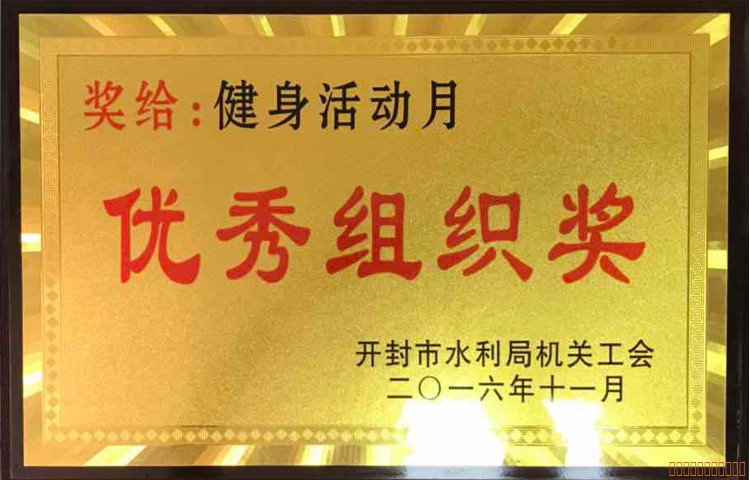 奖给：健身活动月
优秀组织奖
开封市水利局机关工会
二〇一六年十一月